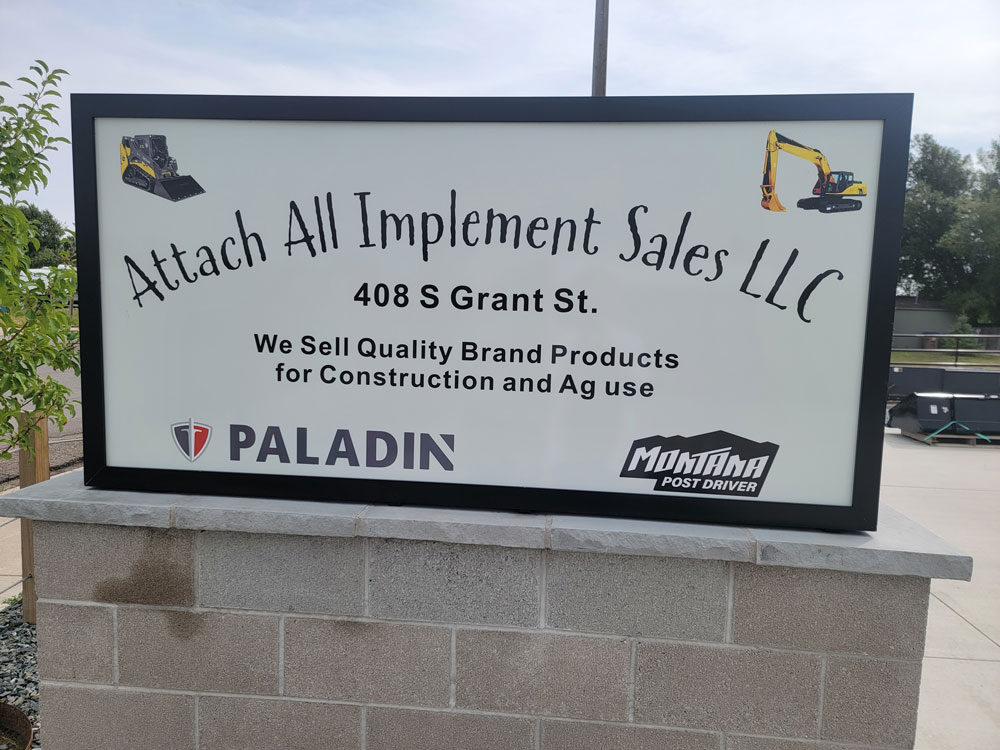 Attach All Implement Sales LLC
408 S Grant St.
We Sell Quality Brand Products
for Construction and Ag use
PALADIN
MONTANA
POST DRIVER